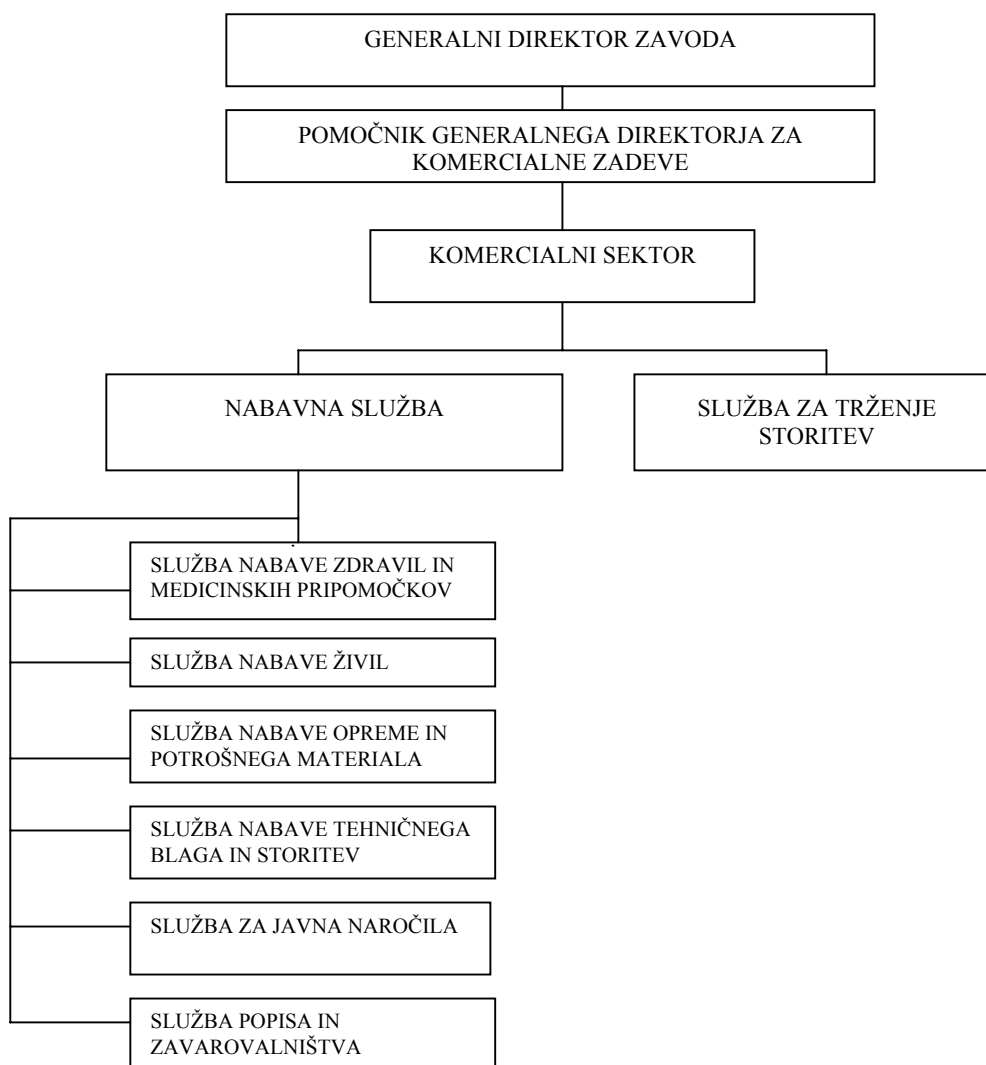 GENERALNI DIREKTOR ZAVODA
POMOČNIK GENERALNEGA DIREKTORJA ZA
KOMERCIALNE ZADEVE
KOMERCIALNI SEKTOR
NABAVNA SLUŽBA
SLUŽBA ZA TRŽENJE
STORITEV
SLUŽBA NABAVE ZDRAVIL IN
MEDICINSKIH PRIPOMOČKOV
SLUŽBA NABAVE ŽIVIL
SLUŽBA NABAVE OPREME IN
POTROŠNEGA MATERIALA
SLUŽBA NABAVE TEHNIČNEGA
BLAGA IN STORITEV
SLUŽBA ZA JAVNA NAROČILA
SLUŽBA POPISA IN
ZAVAROVALNIŠTVA